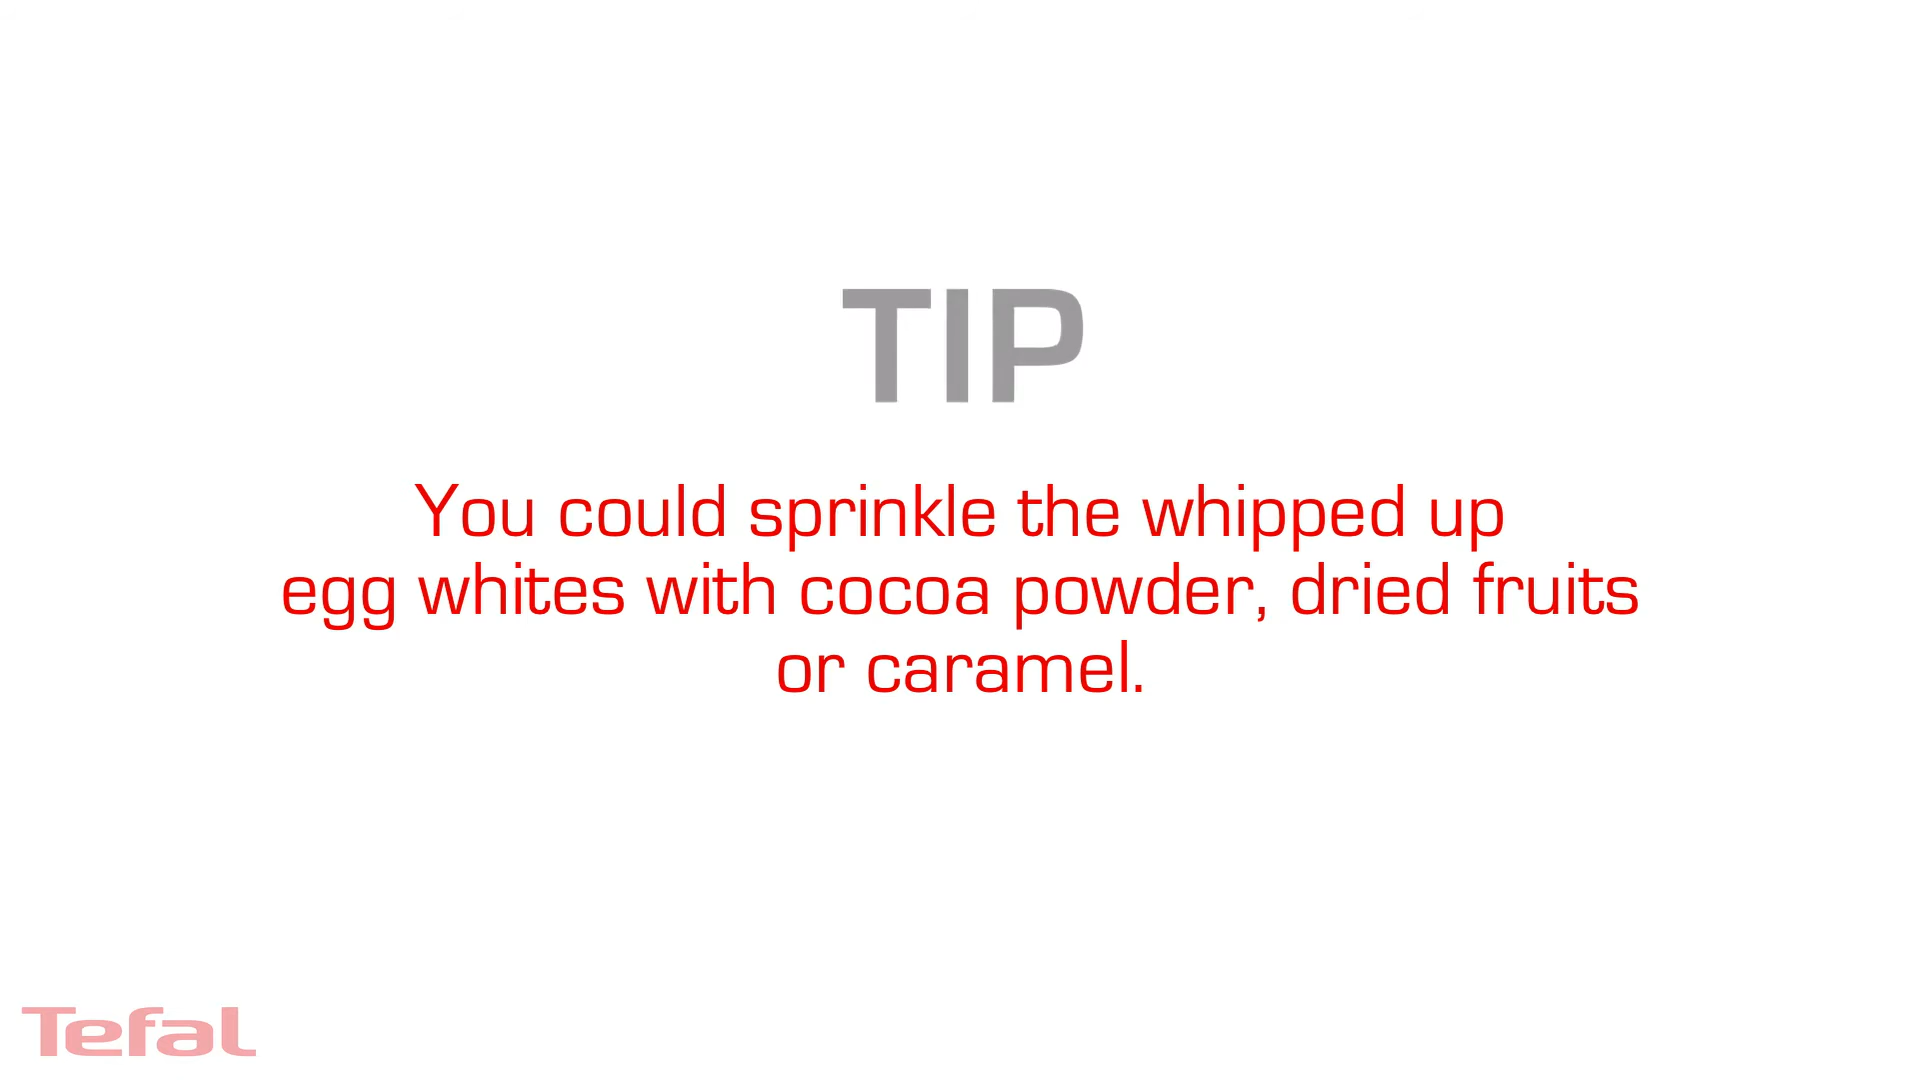 TIP
You could sprinkle the whipped up
egg whites with cocoa powder, dried fruits
or caramel.
Tefal